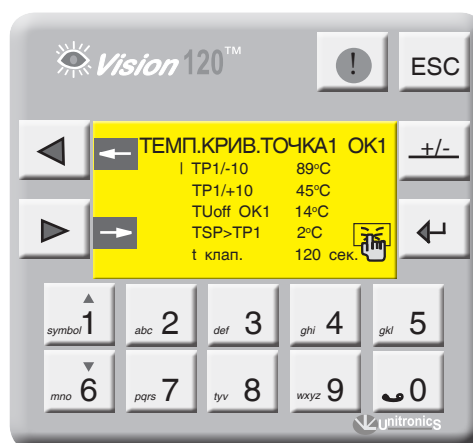 Vision 120™
! ESC
ТЕМП.КРИВ.ТОЧКА1 ОК1
TP1/-10 89°C
TP1/+10 45°C
TUoff OK1 14°C
TSP>TP1 2°C
t клап. 120 сек.
+/-
symbol 1
abc 2
def 3
ghi 4
gkl 5
mno 6
pqrs 7
tyv 8
wxyz 9
0
Unitronics